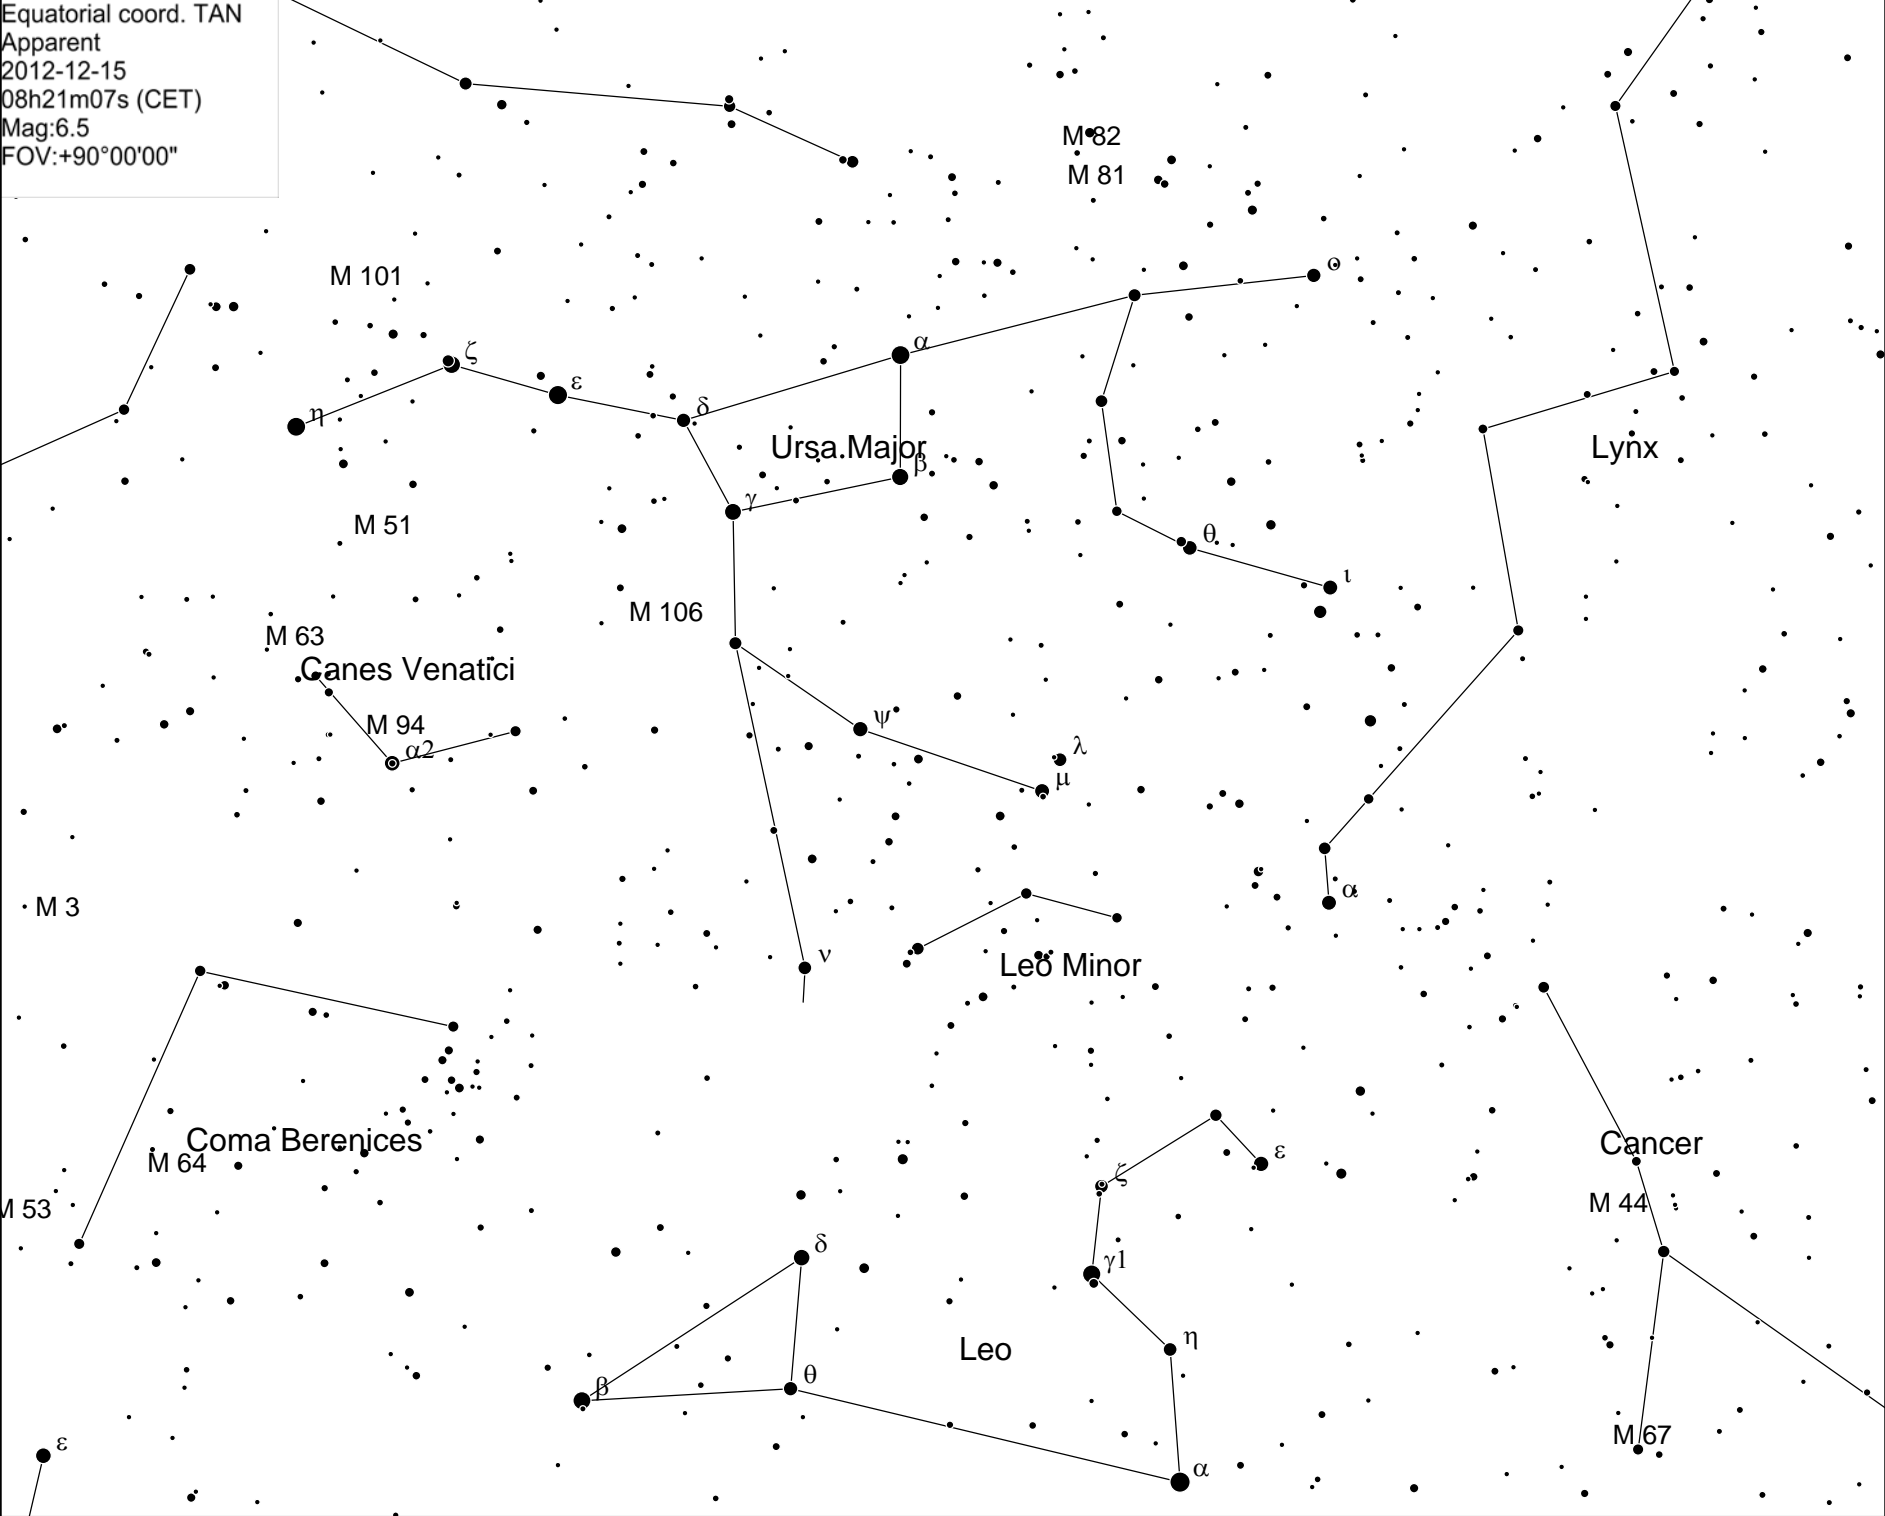 Equatorial coord. TAN
Apparent
2012-12-15
08h21m07s (CET)
Mag:6.5
FOV:+90°00'00"
M 82
M 81
ο
M 101
α
ζ
ε
δ
η
Ursa Major
Lynx
β
γ
M 51
θ
ι
M 106
M 63
Canes Venatici
ψ
M 94
α2
λ
μ
α
M 3
ν
Leo Minor
Coma Berenices
Cancer
M 64
ε
ζ
M 53
M 44
δ
γ1
η
Leo
θ
β
M 67
ε
α